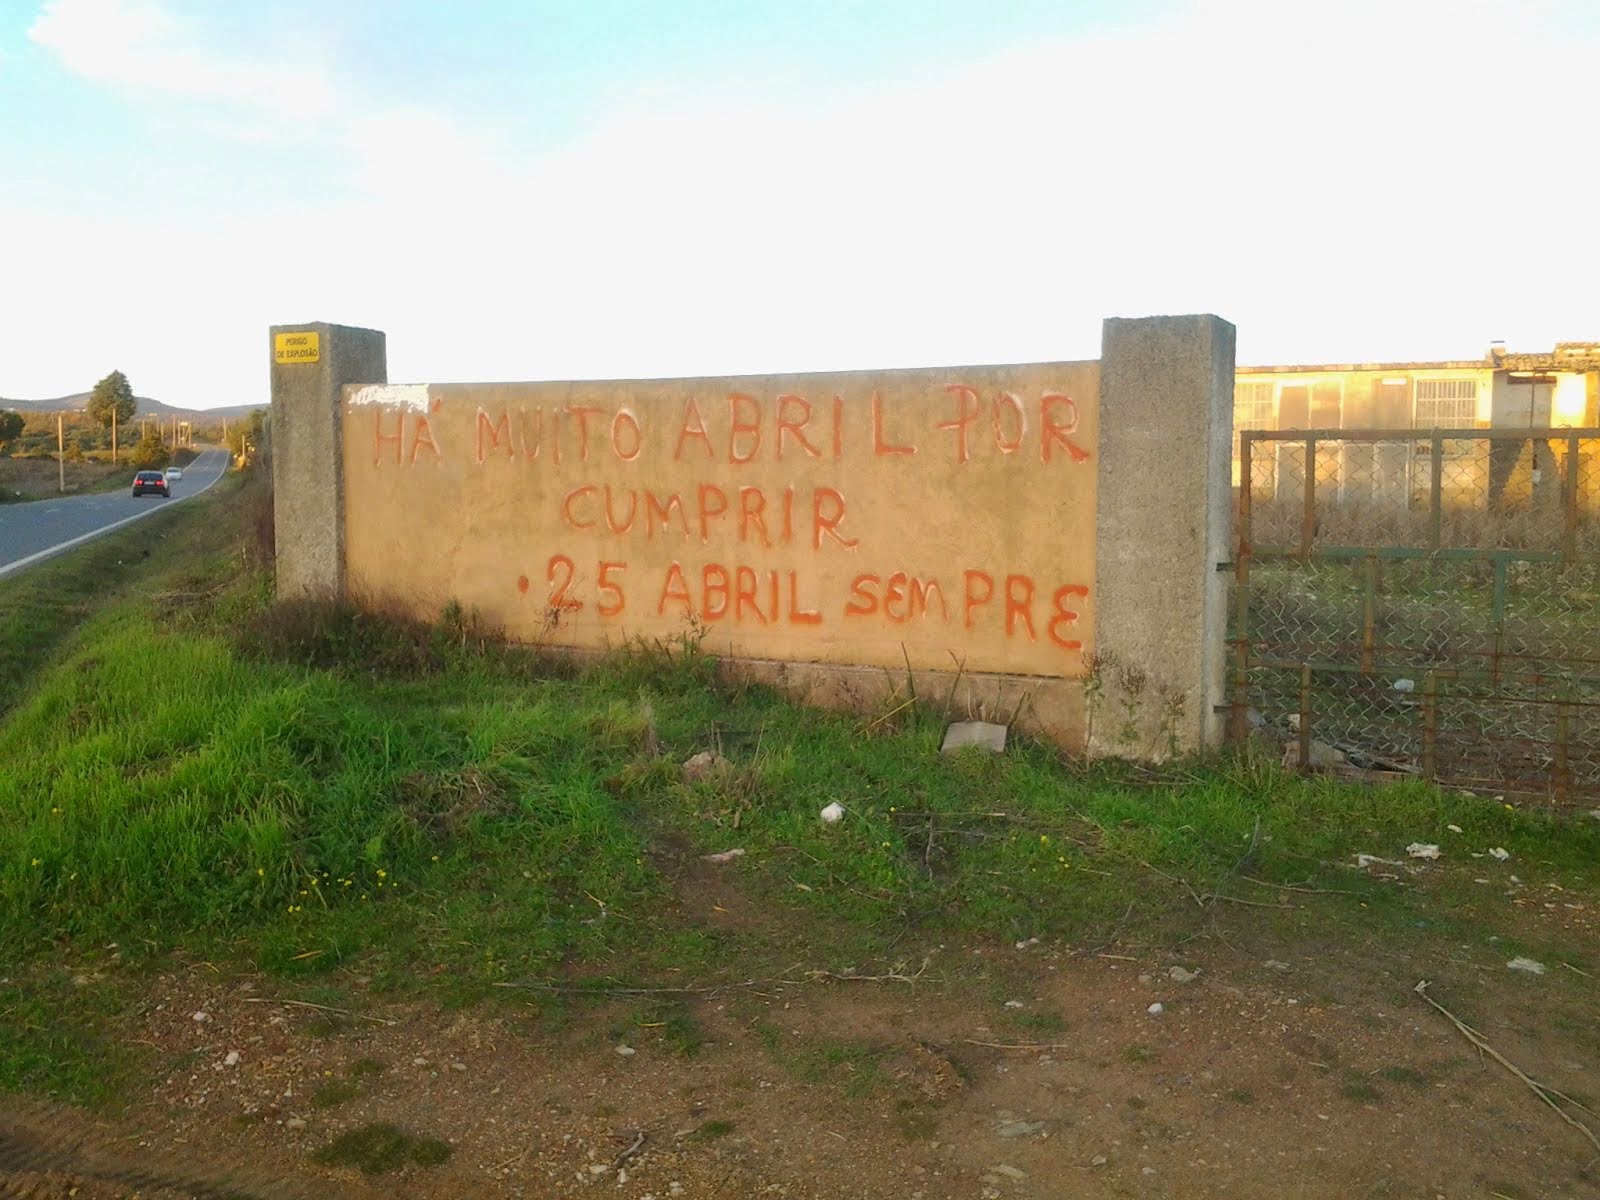 PERIGO
DE EXPLOSÃO
HÁ MUITO ABRIL POR
CUMPRIR
• 25 ABRIL SEMPRE